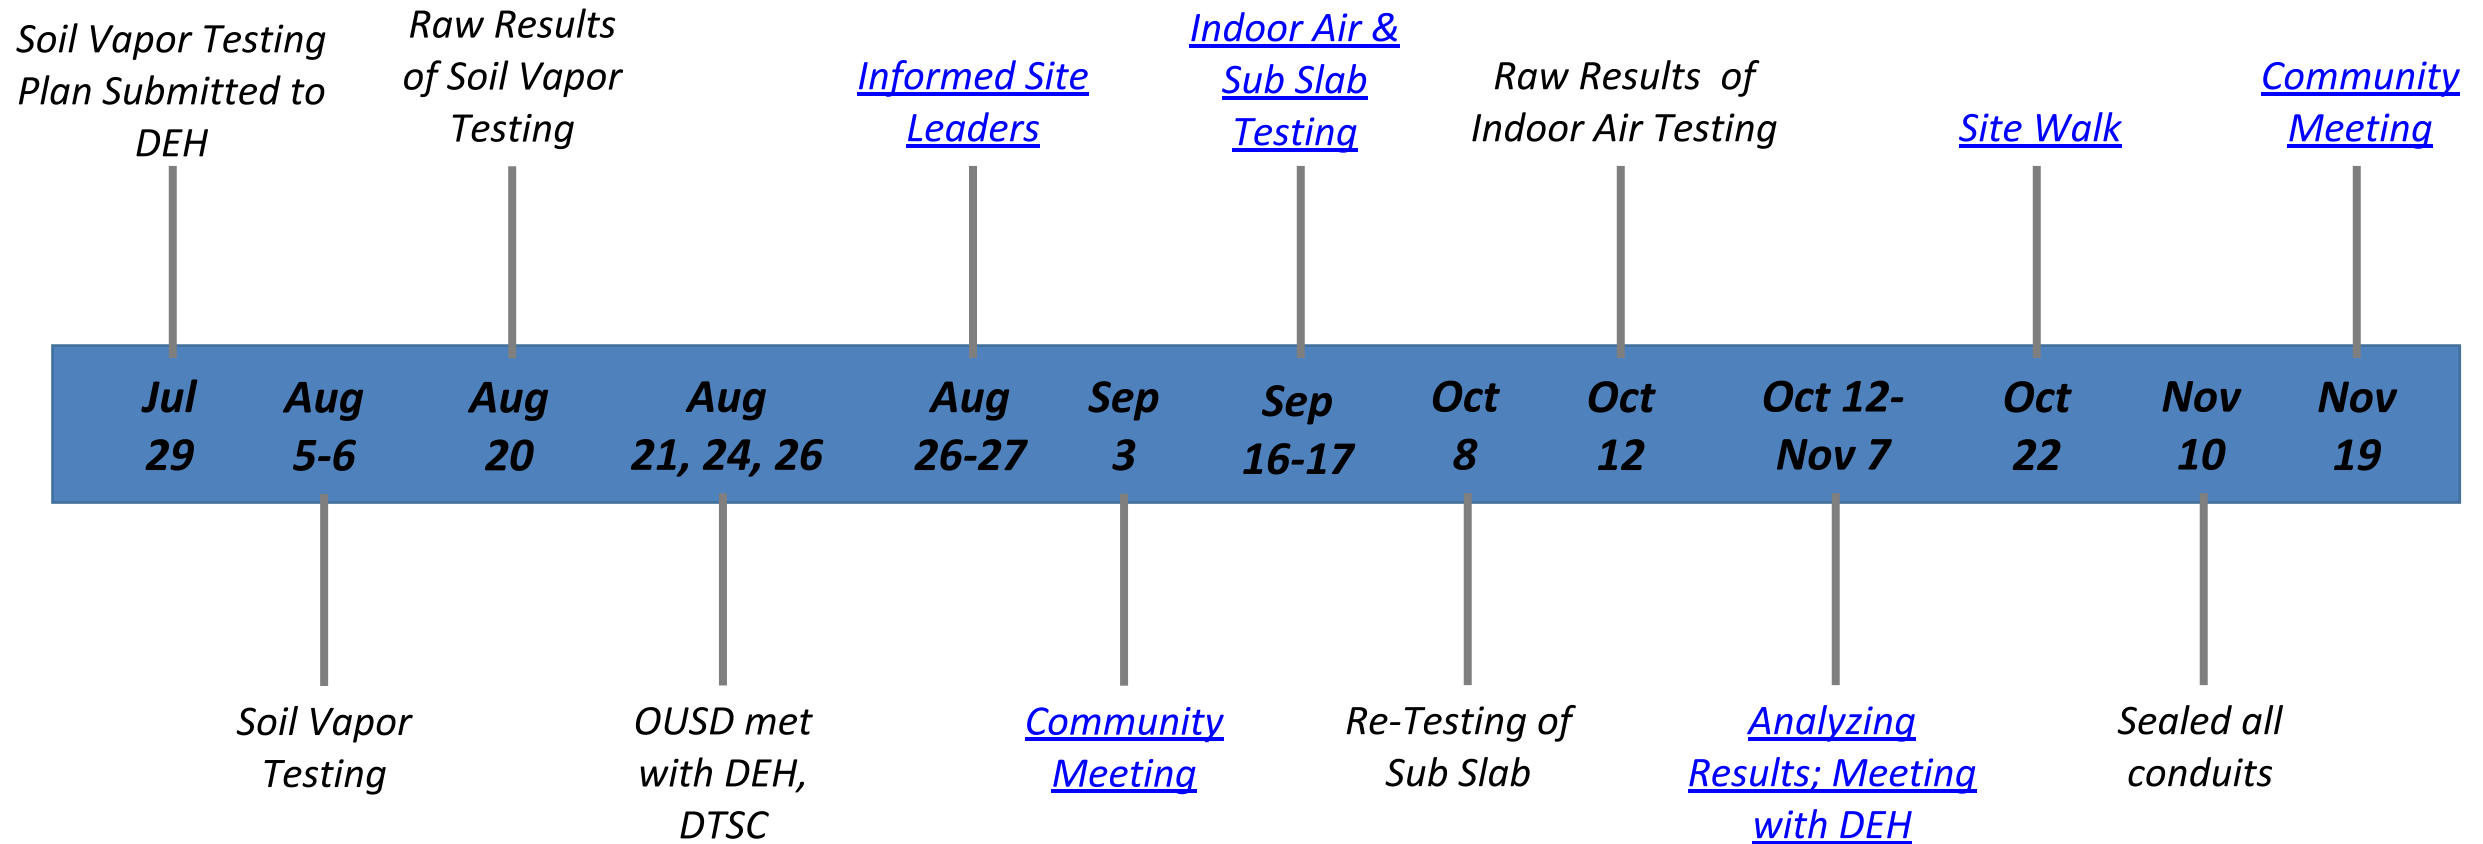 Soil Vapor Testing
Plan Submitted to
DEH
Raw Results
of Soil Vapor
Testing
Informed Site
Leaders
Indoor Air &
Sub Slab
Testing
Raw Results  of
Indoor Air Testing
Site Walk
Community
Meeting
Jul
29
Aug
5-6
Aug
20
Aug
21, 24, 26
Aug
26-27
Sep
3
Sep
16-17
Oct
8
Oct
12
Oct 12-
Nov 7
Oct
22
Nov
10
Nov
19
Soil Vapor
Testing
OUSD met
with DEH,
DTSC
Community
Meeting
Re-Testing of
Sub Slab
Analyzing
Results; Meeting
with DEH
Sealed all
conduits